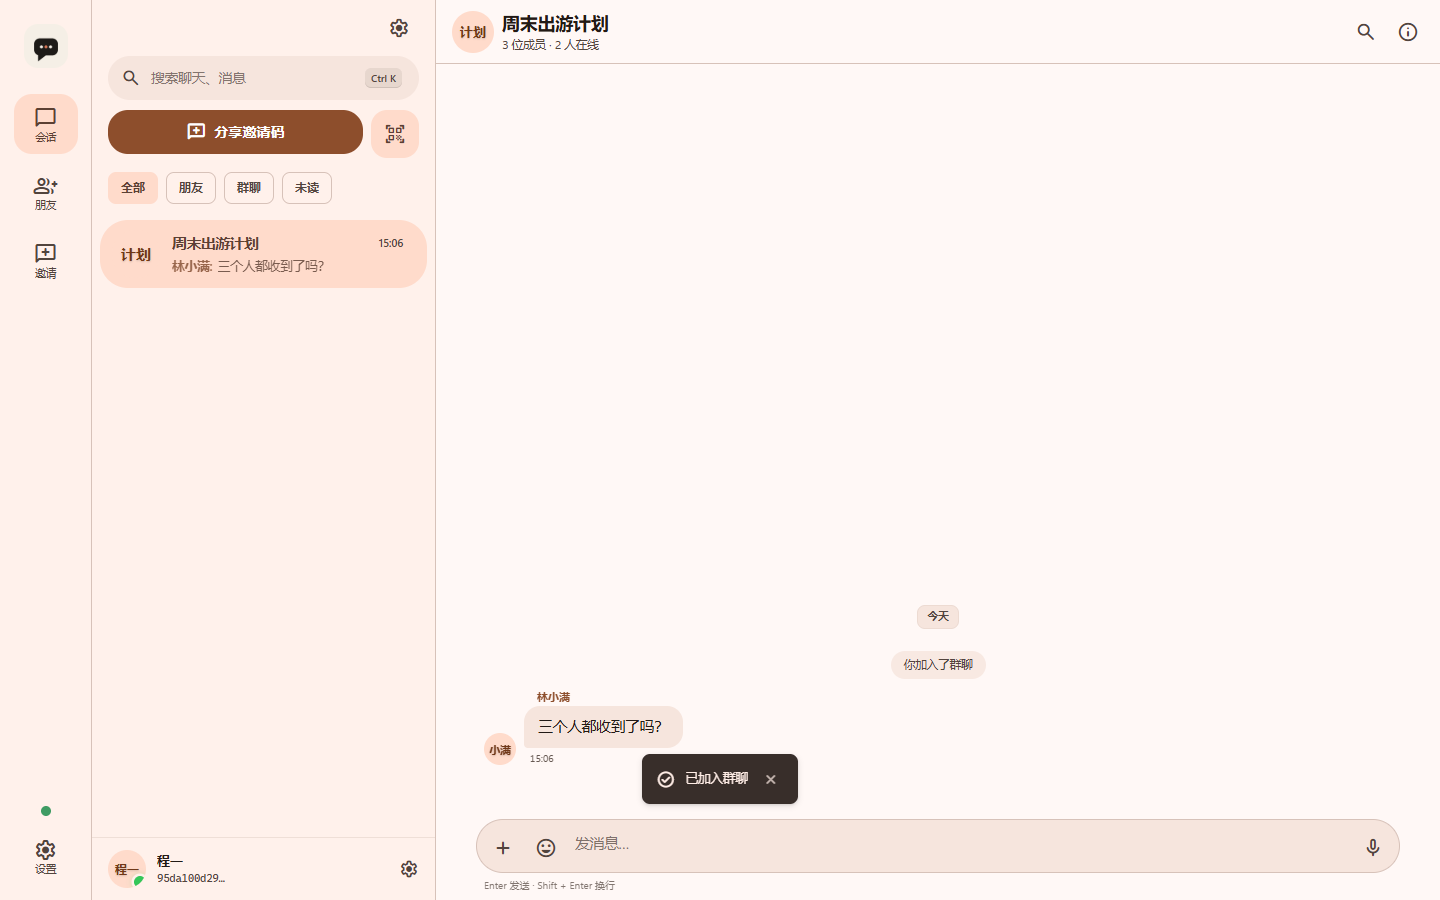 会话
朋友
邀请
设置
搜索聊天、消息
Ctrl K
分享邀请码
全部
朋友
群聊
未读
计划
周末出游计划
15:06
林小满: 三个人都收到了吗?
程一
程一
95da100d29...
计划
周末出游计划
3 位成员 · 2 人在线
今天
你加入了群聊
林小满
小满
三个人都收到了吗?
15:06
已加入群聊
发消息...
Enter 发送 · Shift + Enter 换行